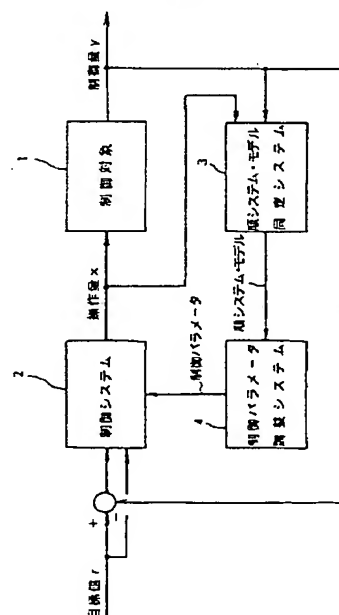 目標値 r
+
-
2
制御システム
操作量 x
1
制御対象
制御量 y
制御パラメータ
4
制御パラメータ
調整システム
順システム・モデル
3
順システム・モデル
同定システム